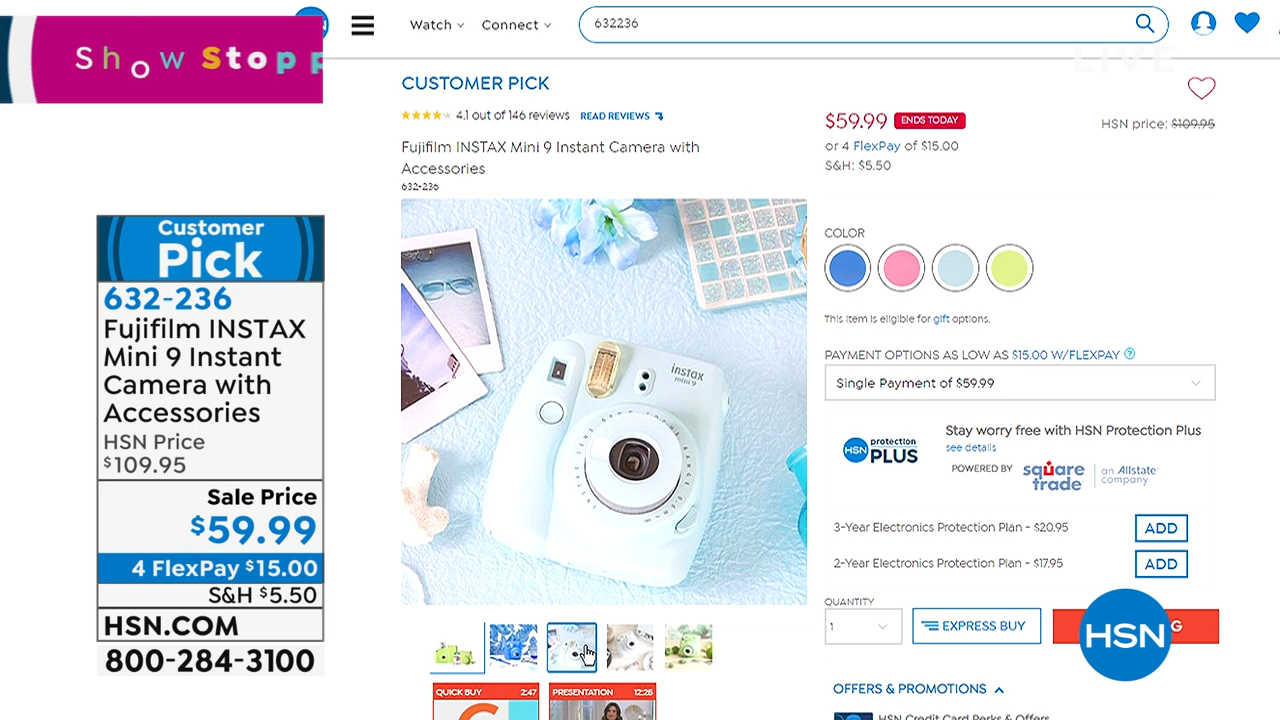 HSN
Show Stopp
Watch
Connect
632236
LIVE
CUSTOMER PICK
4.1 out of 146 reviews
READ REVIEWS
Fujifilm INSTAX Mini 9 Instant Camera with
Accessories
632-236
$59.99
ENDS TODAY
HSN price: $109.95
or 4 FlexPay of $15.00
S&H: $5.50
Customer
Pick
632-236
Fujifilm INSTAX
Mini 9 Instant
Camera with
Accessories
HSN Price
$109.95
Sale Price
$59.99
4 FlexPay $15.00
S&H $5.50
HSN.COM
800-284-3100
instax
mini 9
COLOR
This item is eligible for gift options.
PAYMENT OPTIONS AS LOW AS $15.00 W/FLEXPAY ?
Single Payment of $59.99
HSN protection PLUS
Stay worry free with HSN Protection Plus
see details
POWERED BY square trade an Allstate company
3-Year Electronics Protection Plan - $20.95
ADD
2-Year Electronics Protection Plan - $17.95
ADD
QUANTITY
1
EXPRESS BUY
G
HSN
OFFERS & PROMOTIONS
HSN Credit Card Perks & Offers
QUICK BUY 2:47
PRESENTATION 12:26